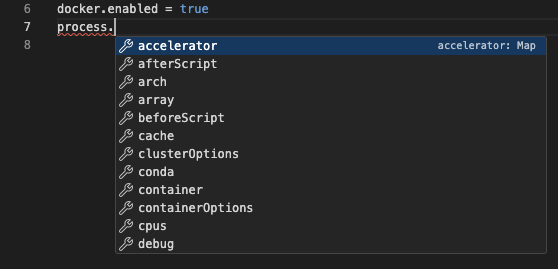 6 docker.enabled = true
7 process.
8
accelerator accelerator: Map
afterScript
arch
array
beforeScript
cache
clusterOptions
conda
container
containerOptions
cpus
debug